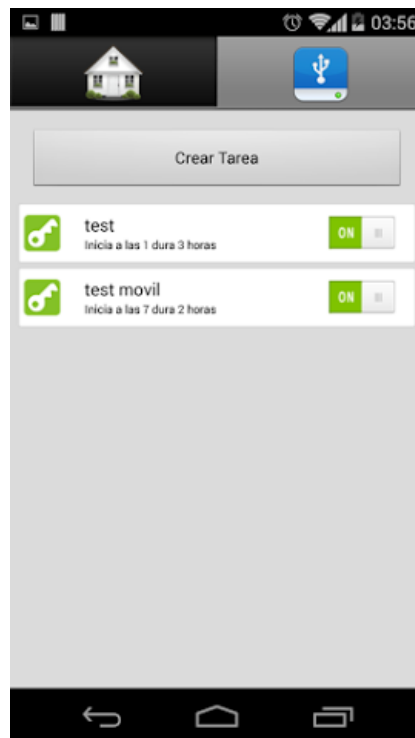 03:56
Crear Tarea
test
Inicia a las 1 dura 3 horas
ON
test movil
Inicia a las 7 dura 2 horas
ON